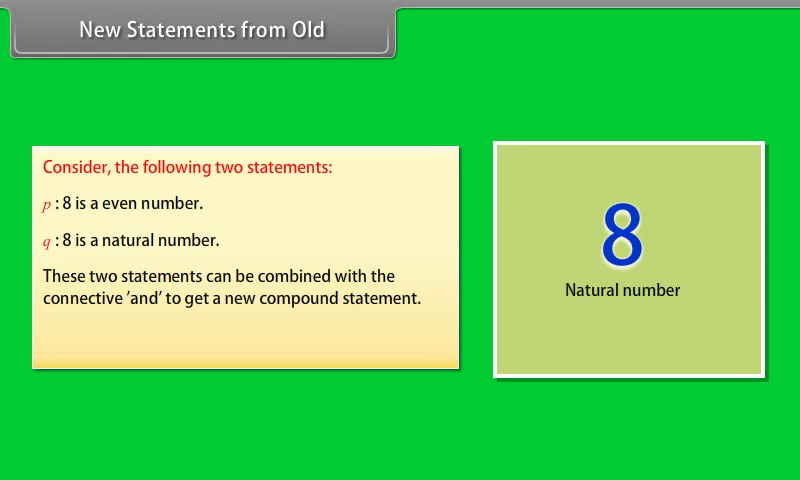 New Statements from Old
Consider, the following two statements:
p : 8 is a even number.
q : 8 is a natural number.
These two statements can be combined with the
connective ’and’ to get a new compound statement.
8
Natural number